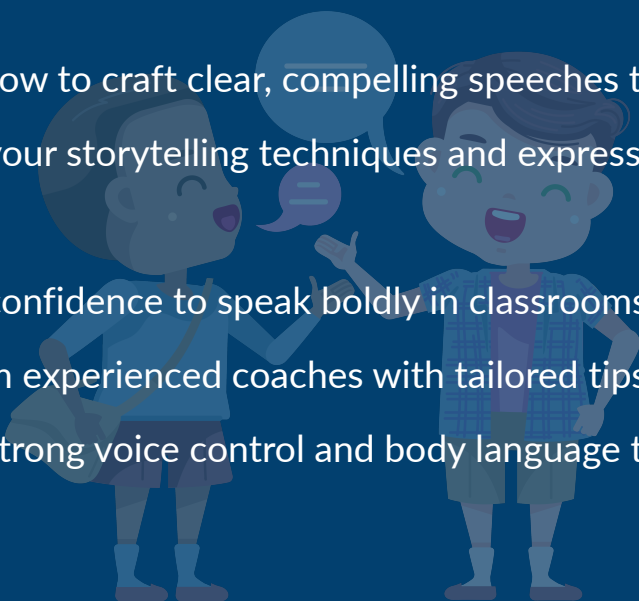 ow to craft clear, compelling speeches t
your storytelling techniques and express
confidence to speak boldly in classrooms
experienced coaches with tailored tips
trong voice control and body language t